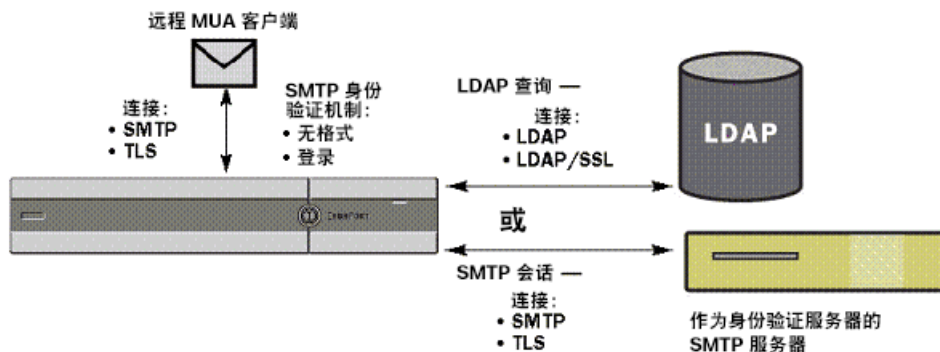 远程 MUA 客户端
连接：
• SMTP
• TLS
SMTP 身份
验证机制：
• 无格式
• 登录
LDAP 查询 —
连接：
• LDAP
• LDAP/SSL
LDAP
或
SMTP 会话 —
连接：
• SMTP
• TLS
作为身份验证服务器的
SMTP 服务器